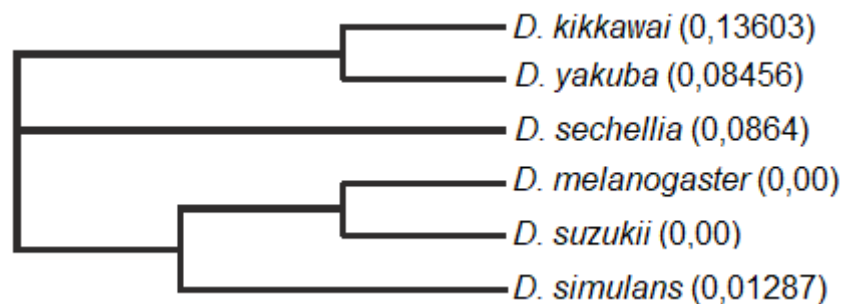 D. kikkawai (0,13603)
D. yakuba (0,08456)
D. sechellia (0,0864)
D. melanogaster (0,00)
D. suzukii (0,00)
D. simulans (0,01287)